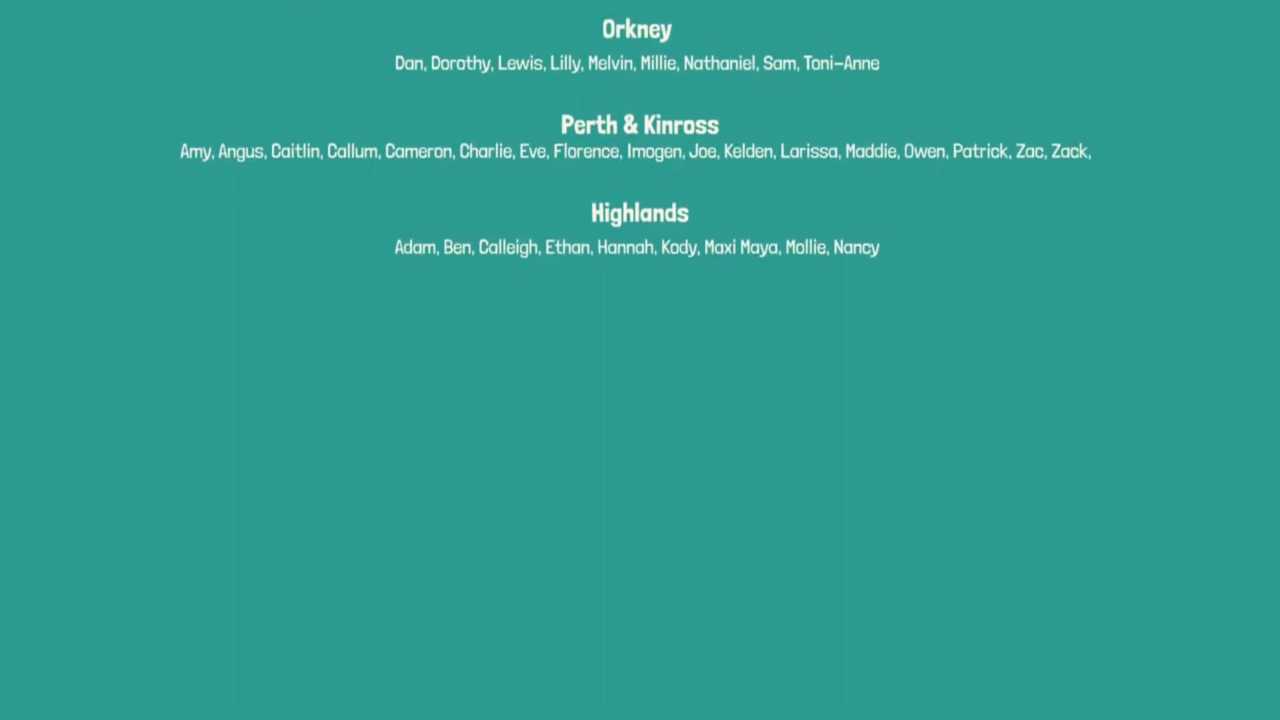 Orkney
Dan, Dorothy, Lewis, Lilly, Melvin, Millie, Nathaniel, Sam, Toni-Anne
Perth & Kinross
Amy, Angus, Caitlin, Callum, Cameron, Charlie, Eve, Florence, Imogen, Joe, Kelden, Larissa, Maddie, Owen, Patrick, Zac, Zack,
Highlands
Adam, Ben, Calleigh, Ethan, Hannah, Kody, Maxi Maya, Mollie, Nancy